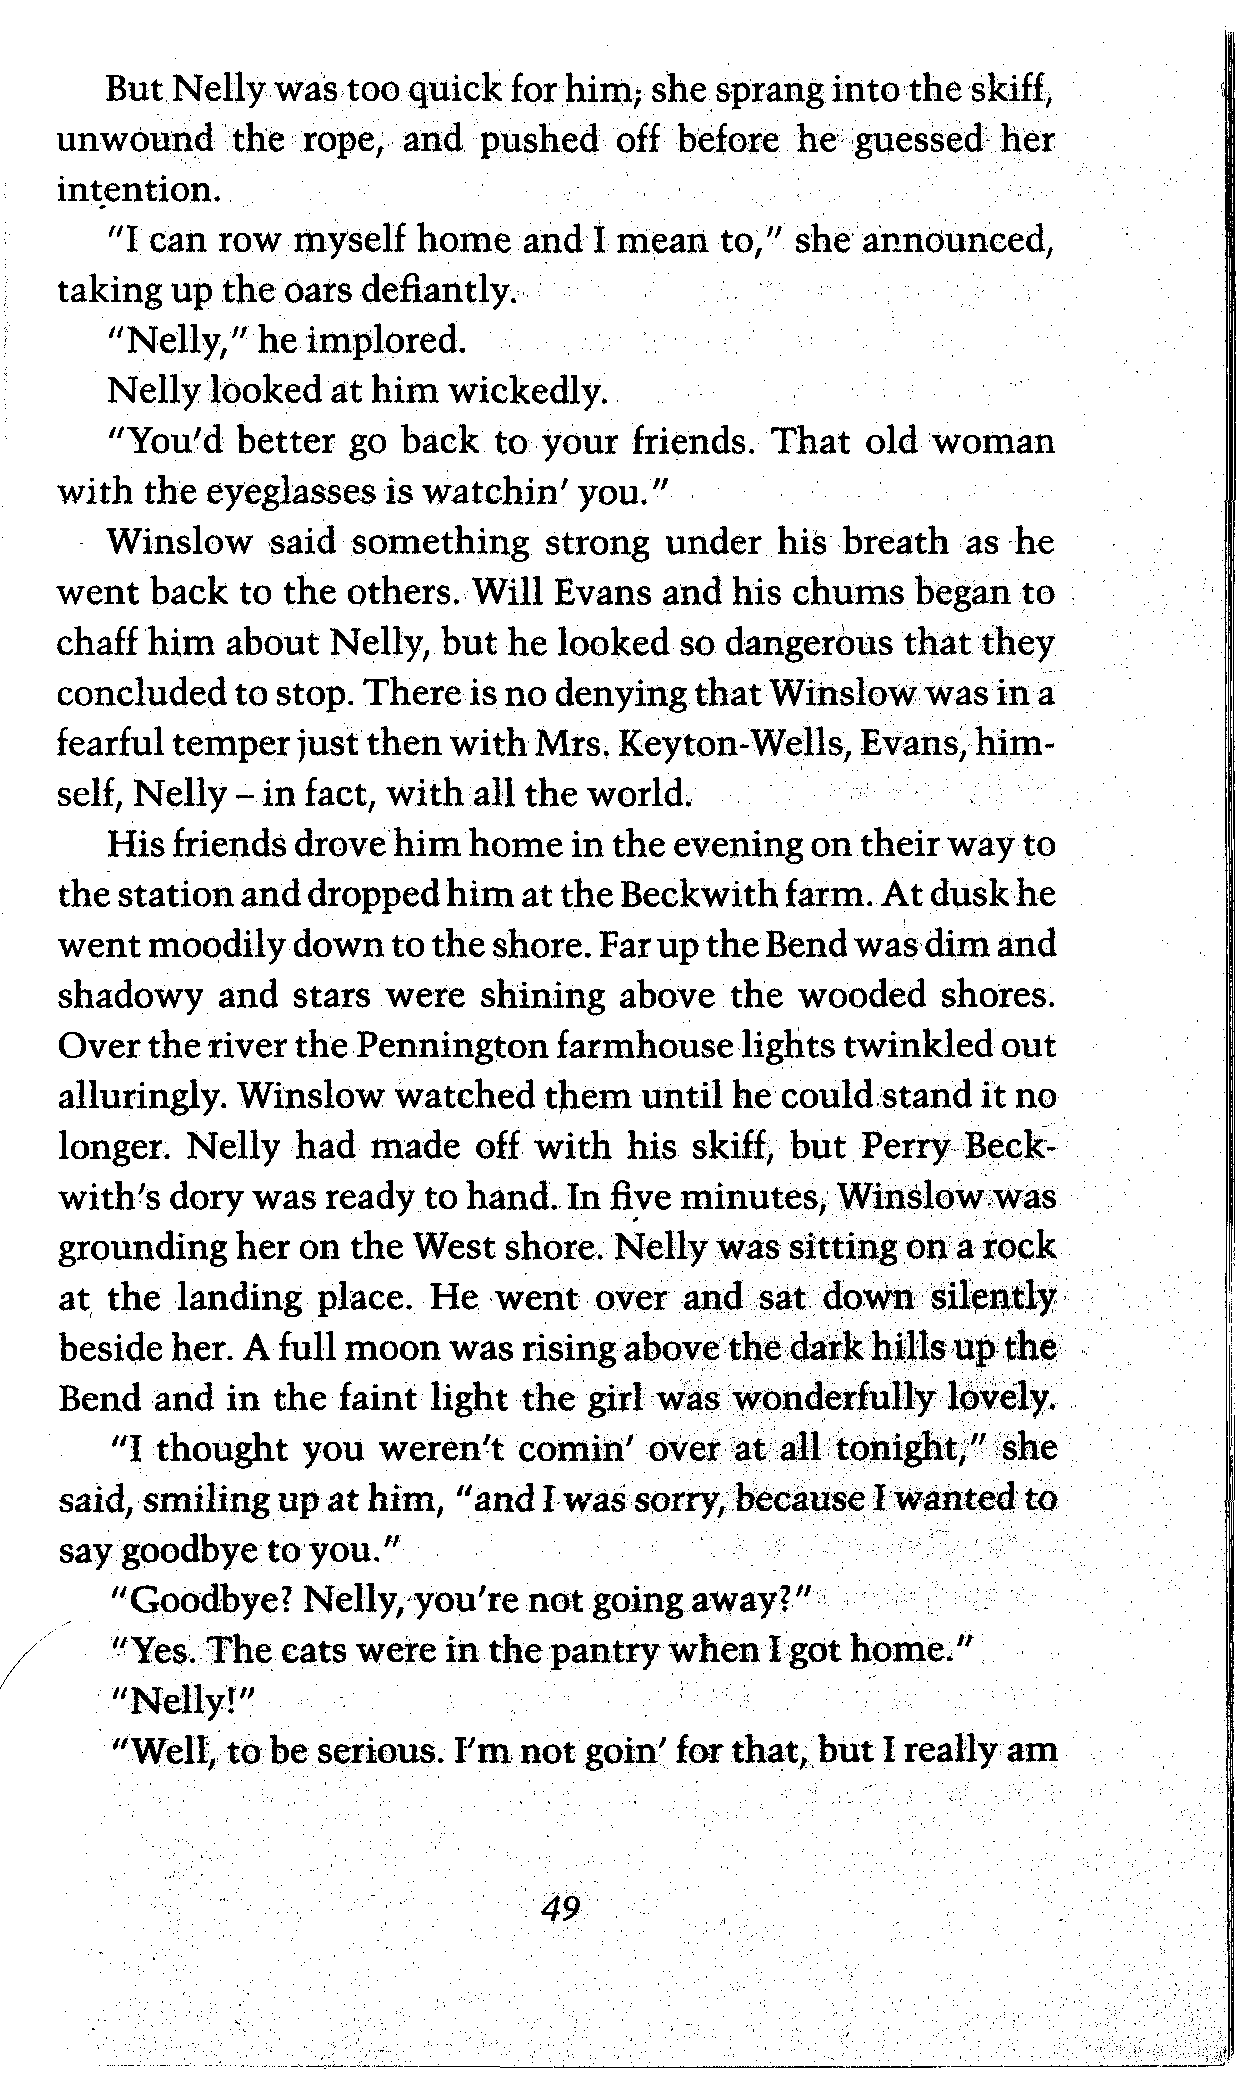 But Nelly was too quick for him; she sprang into the skiff,
unwound the rope, and pushed off before he guessed her
intention.
"I can row myself home and I mean to," she announced,
taking up the oars defiantly.
"Nelly," he implored.
Nelly looked at him wickedly.
"You'd better go back to your friends. That old woman
with the eyeglasses is watchin' you."
Winslow said something strong under his breath as he
went back to the others. Will Evans and his chums began to
chaff him about Nelly, but he looked so dangerous that they
concluded to stop. There is no denying that Winslow was in a
fearful temper just then with Mrs. Keyton-Wells, Evans, him-
self, Nelly – in fact, with all the world.
His friends drove him home in the evening on their way to
the station and dropped him at the Beckwith farm. At dusk he
went moodily down to the shore. Far up the Bend was dim and
shadowy and stars were shining above the wooded shores.
Over the river the Pennington farmhouse lights twinkled out
alluringly. Winslow watched them until he could stand it no
longer. Nelly had made off with his skiff, but Perry Beck-
with's dory was ready to hand. In five minutes, Winslow was
grounding her on the West shore. Nelly was sitting on a rock
at the landing place. He went over and sat down silently
beside her. A full moon was rising above the dark hills up the
Bend and in the faint light the girl was wonderfully lovely.
"I thought you weren't comin' over at all tonight," she
said, smiling up at him, "and I was sorry, because I wanted to
say goodbye to you."
"Goodbye? Nelly, you're not going away?"
"Yes. The cats were in the pantry when I got home."
"Nelly!"
"Well, to be serious. I'm not goin' for that, but I really am
49